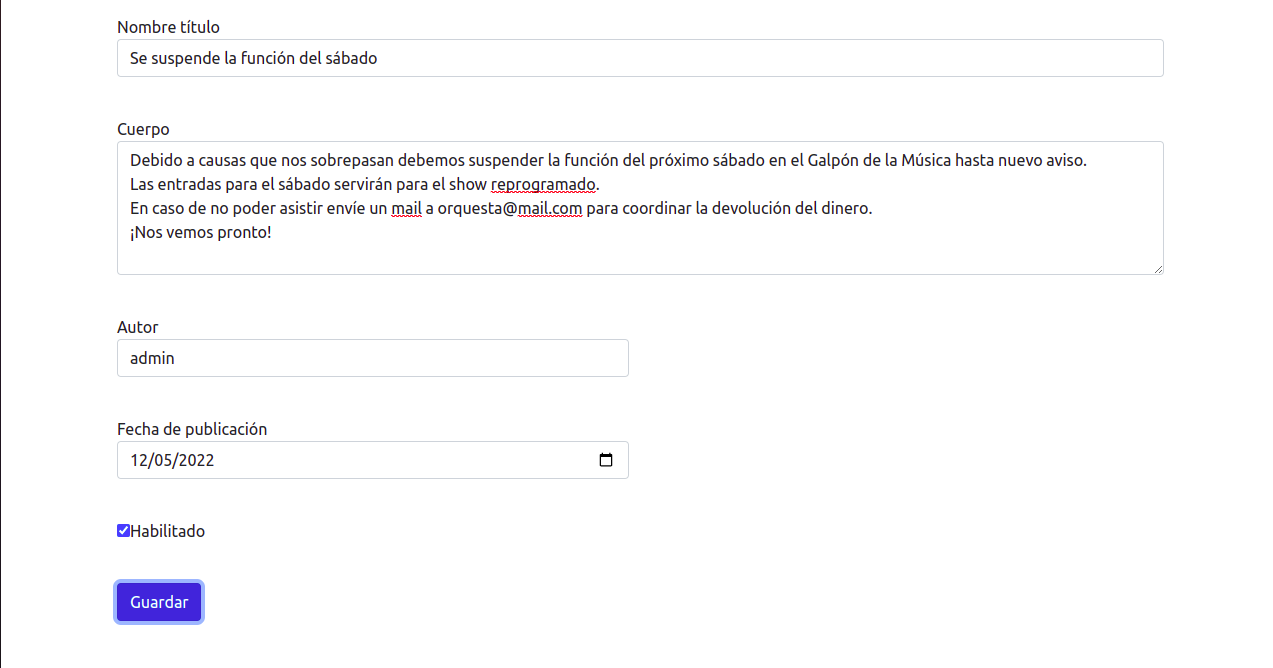 Nombre título
Se suspende la función del sábado
Cuerpo
Debido a causas que nos sobrepasan debemos suspender la función del próximo sábado en el Galpón de la Música hasta nuevo aviso.
Las entradas para el sábado servirán para el show reprogramado.
En caso de no poder asistir envíe un mail a orquesta@mail.com para coordinar la devolución del dinero.
¡Nos vemos pronto!
Autor
admin
Fecha de publicación
12/05/2022
Habilitado
Guardar